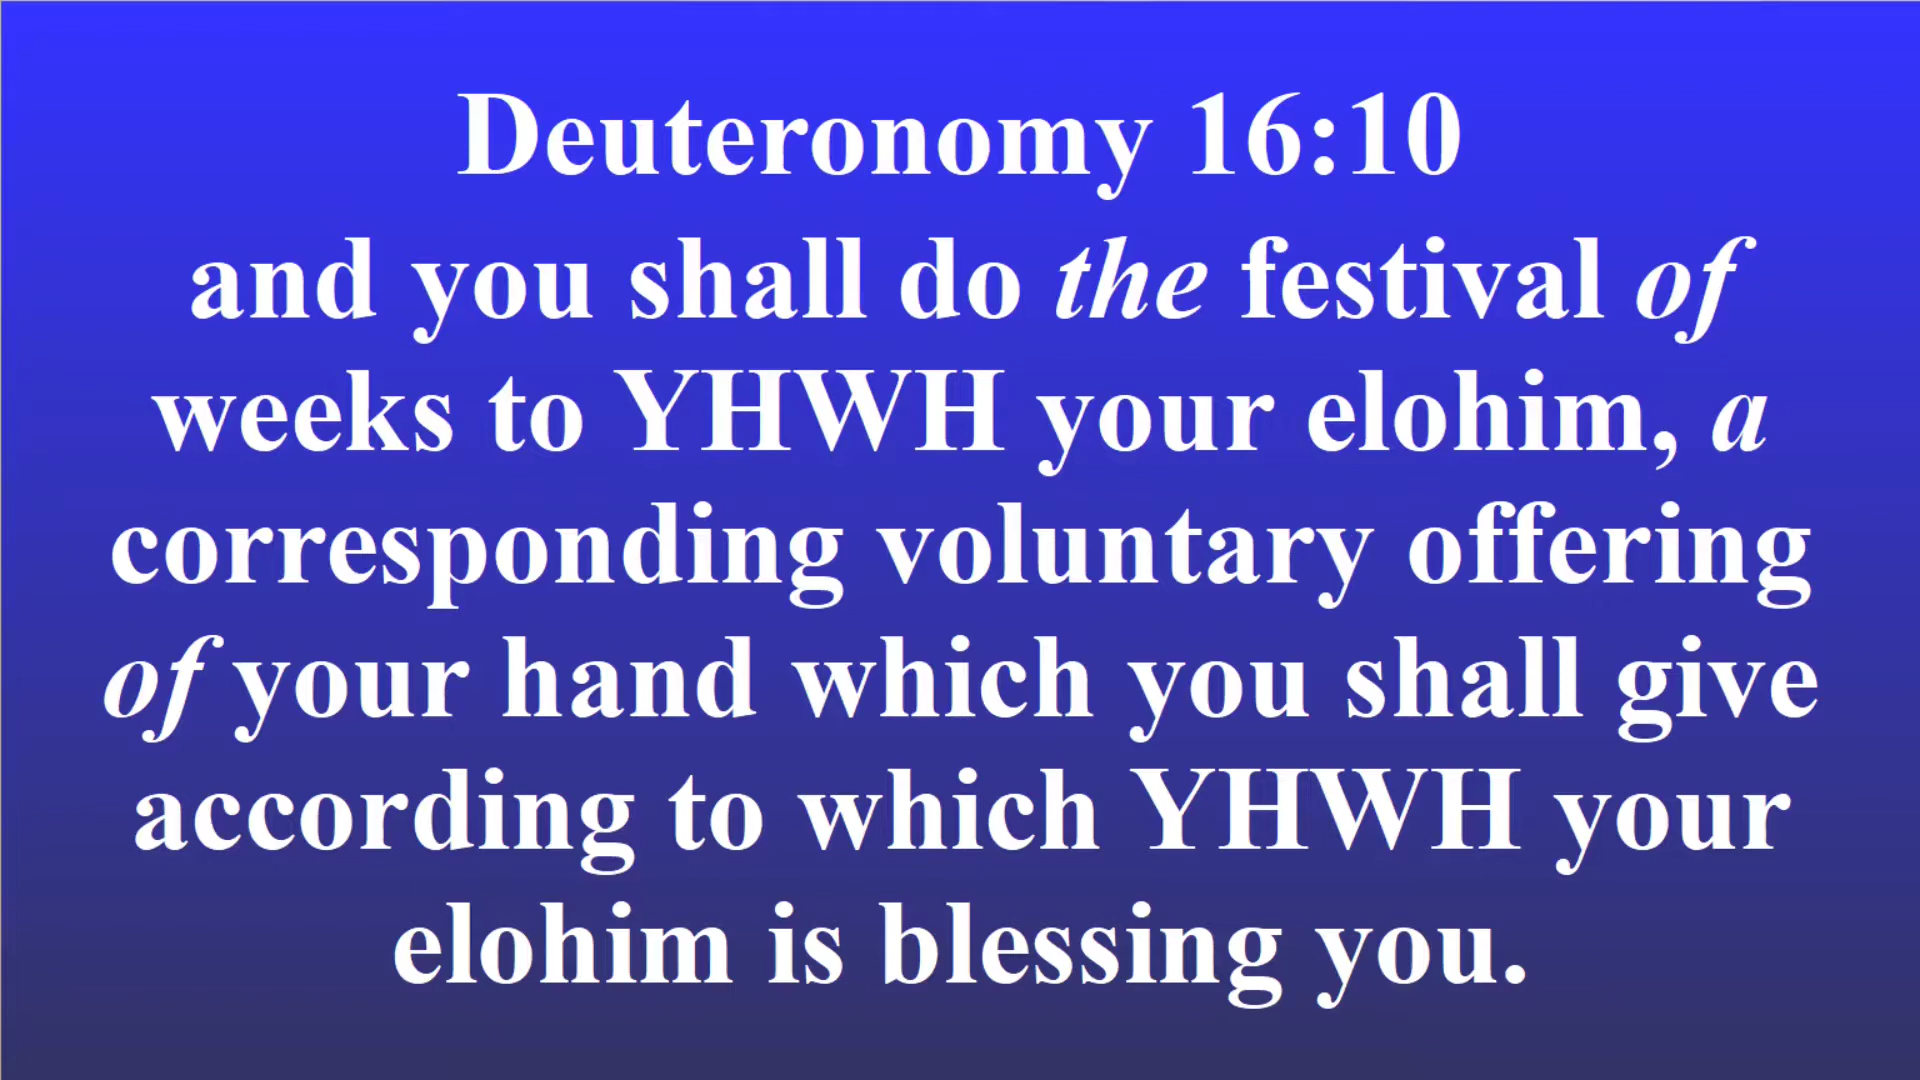 Deuteronomy 16:10
and you shall do the festival of
weeks to YHWH your elohim, a
corresponding voluntary offering
of your hand which you shall give
according to which YHWH your
elohim is blessing you.